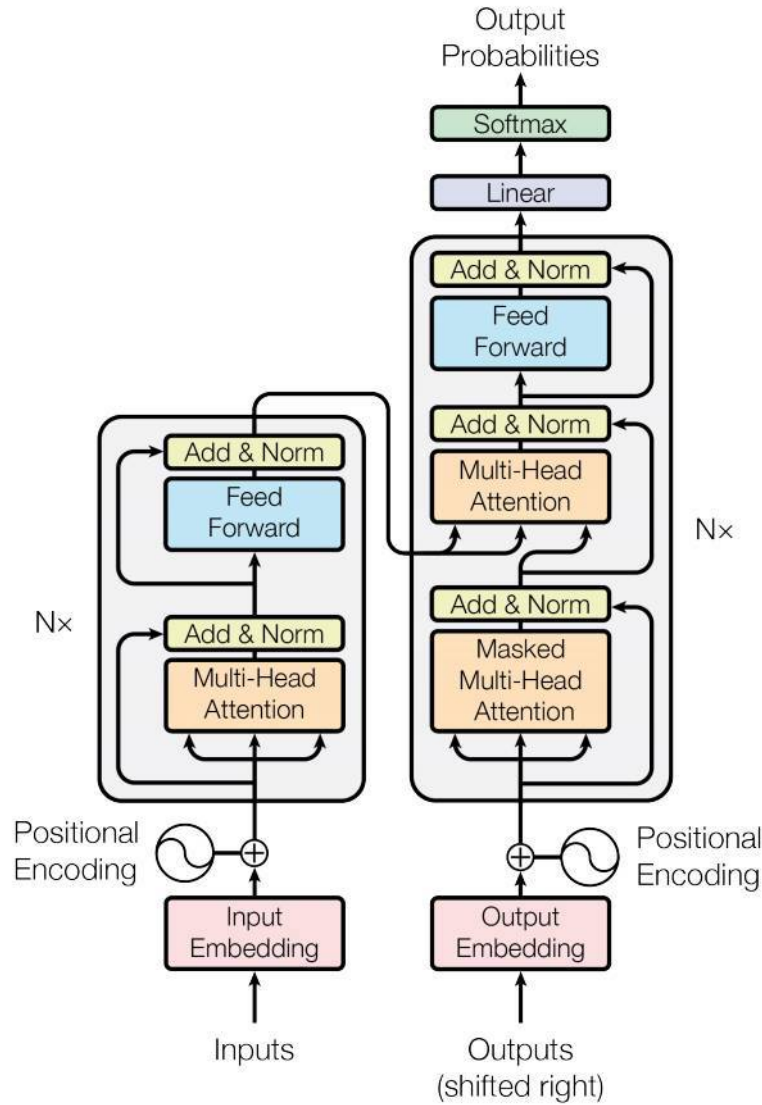 Output
Probabilities
Softmax
Linear
Add & Norm
Feed
Forward
Add & Norm
Multi-Head
Attention
Add & Norm
Masked
Multi-Head
Attention
N×
Add & Norm
Feed
Forward
Add & Norm
Multi-Head
Attention
N×
Positional
Encoding
Positional
Encoding
Input
Embedding
Output
Embedding
Inputs
Outputs
(shifted right)